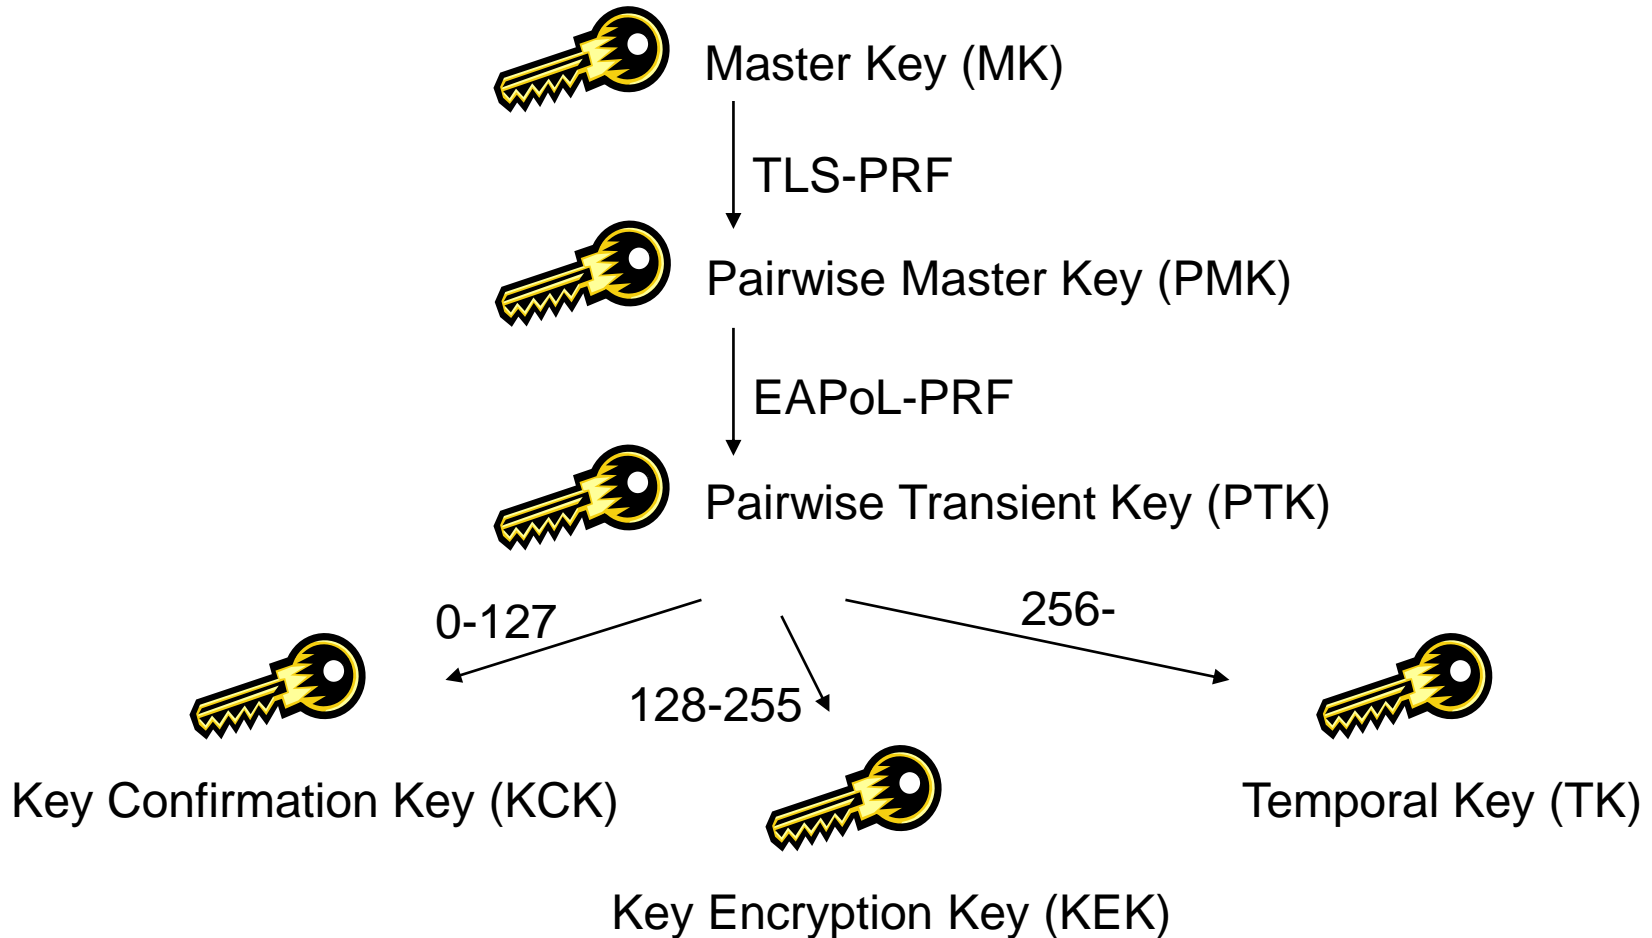 Master Key (MK)
TLS-PRF
Pairwise Master Key (PMK)
EAPoL-PRF
Pairwise Transient Key (PTK)
0-127
256-
128-255
Key Confirmation Key (KCK)
Temporal Key (TK)
Key Encryption Key (KEK)